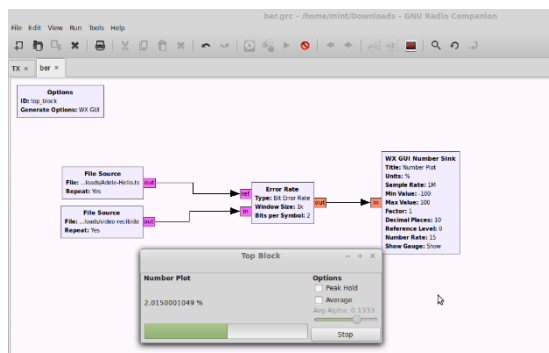 ber.grc - /home/mint/Downloads - GNU Radio Companion
File Edit View Run Tools Help
TX × ber ×
Options
ID: top_block
Generate Options: WX GUI
File Source
File: ...loads/Adele-Hello.ts
Repeat: Yes
out
File Source
File: ...loads/video-recibido
Repeat: Yes
out
ref
in
Error Rate
Type: Bit Error Rate
Window Size: 1k
Bits per Symbol: 2
out
in
WX GUI Number Sink
Title: Number Plot
Units: %
Sample Rate: 1M
Min Value: -100
Max Value: 100
Factor: 1
Decimal Places: 10
Reference Level: 0
Number Rate: 15
Show Gauge: Show
Top Block
Number Plot
2.0150001049 %
Options
Peak Hold
Average
Avg Alpha: 0.1333
Stop